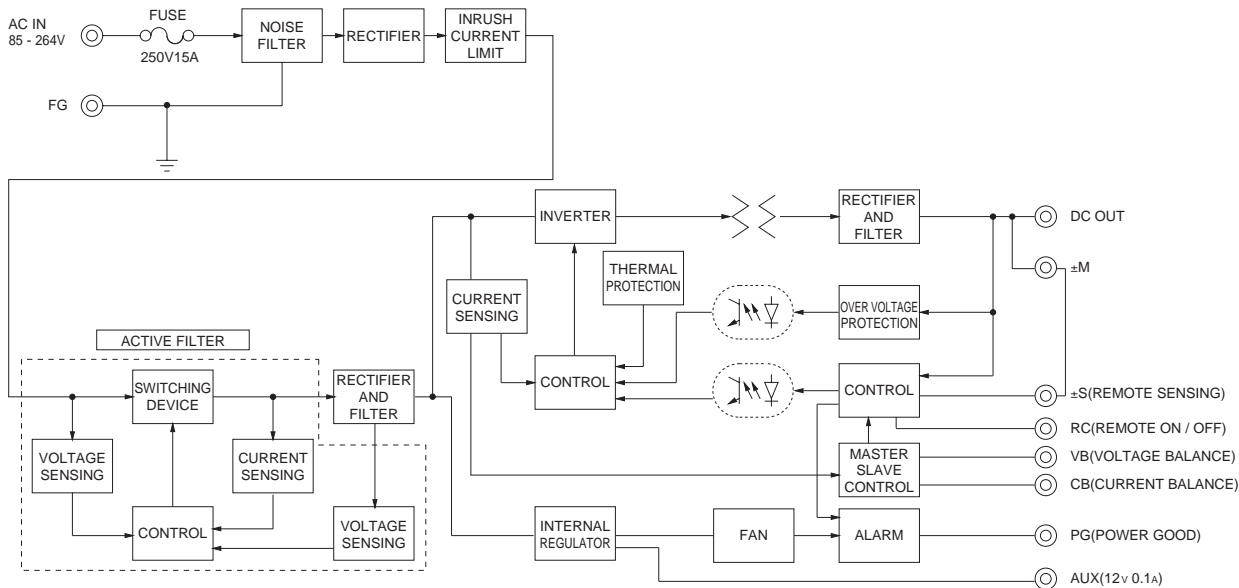 AC IN
85 - 264V
FUSE
250V15A
NOISE
FILTER
RECTIFIER
INRUSH
CURRENT
LIMIT
FG
INVERTER
RECTIFIER
AND
FILTER
DC OUT
±M
THERMAL
PROTECTION
CURRENT
SENSING
OVER VOLTAGE
PROTECTION
CONTROL
CONTROL
±S(REMOTE SENSING)
RC(REMOTE ON / OFF)
MASTER
SLAVE
CONTROL
VB(VOLTAGE BALANCE)
CB(CURRENT BALANCE)
ACTIVE FILTER
SWITCHING
DEVICE
RECTIFIER
AND
FILTER
VOLTAGE
SENSING
CURRENT
SENSING
CONTROL
VOLTAGE
SENSING
INTERNAL
REGULATOR
FAN
ALARM
PG(POWER GOOD)
AUX(12V 0.1A)